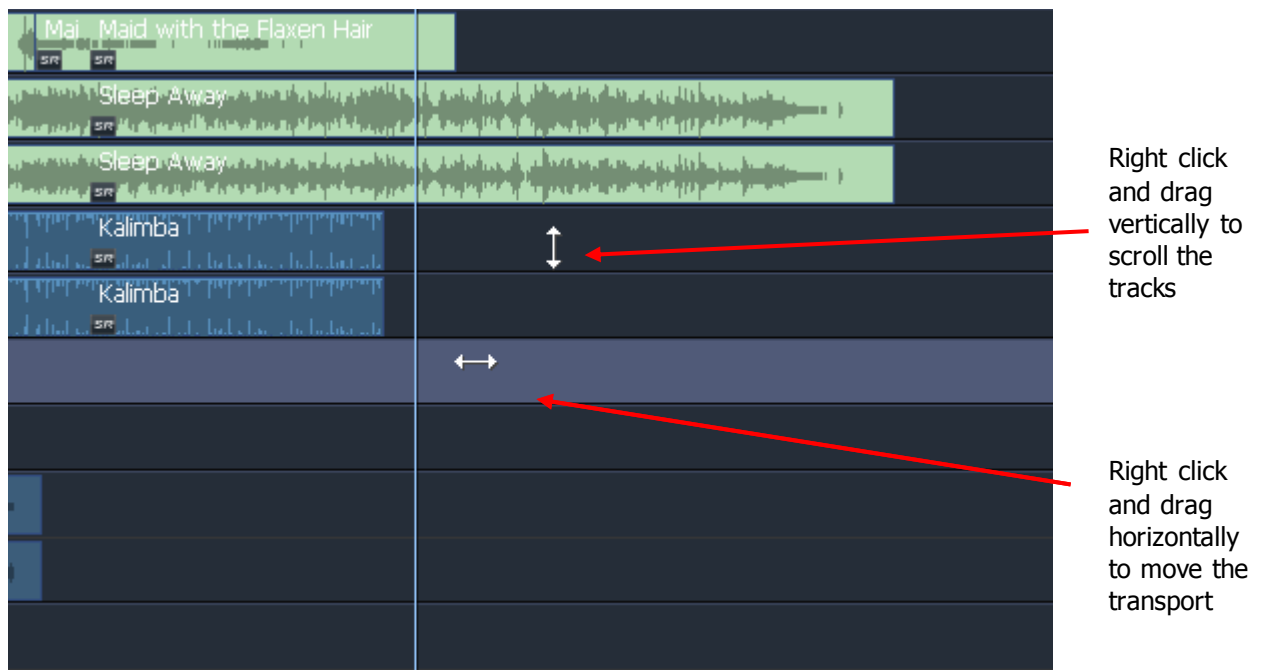 Mai Maid with the Flaxen Hair
SR SR
Sleep Away
SR
Sleep Away
SR
Kalimba
SR
Kalimba
SR
Right click
and drag
vertically to
scroll the
tracks
Right click
and drag
horizontally
to move the
transport